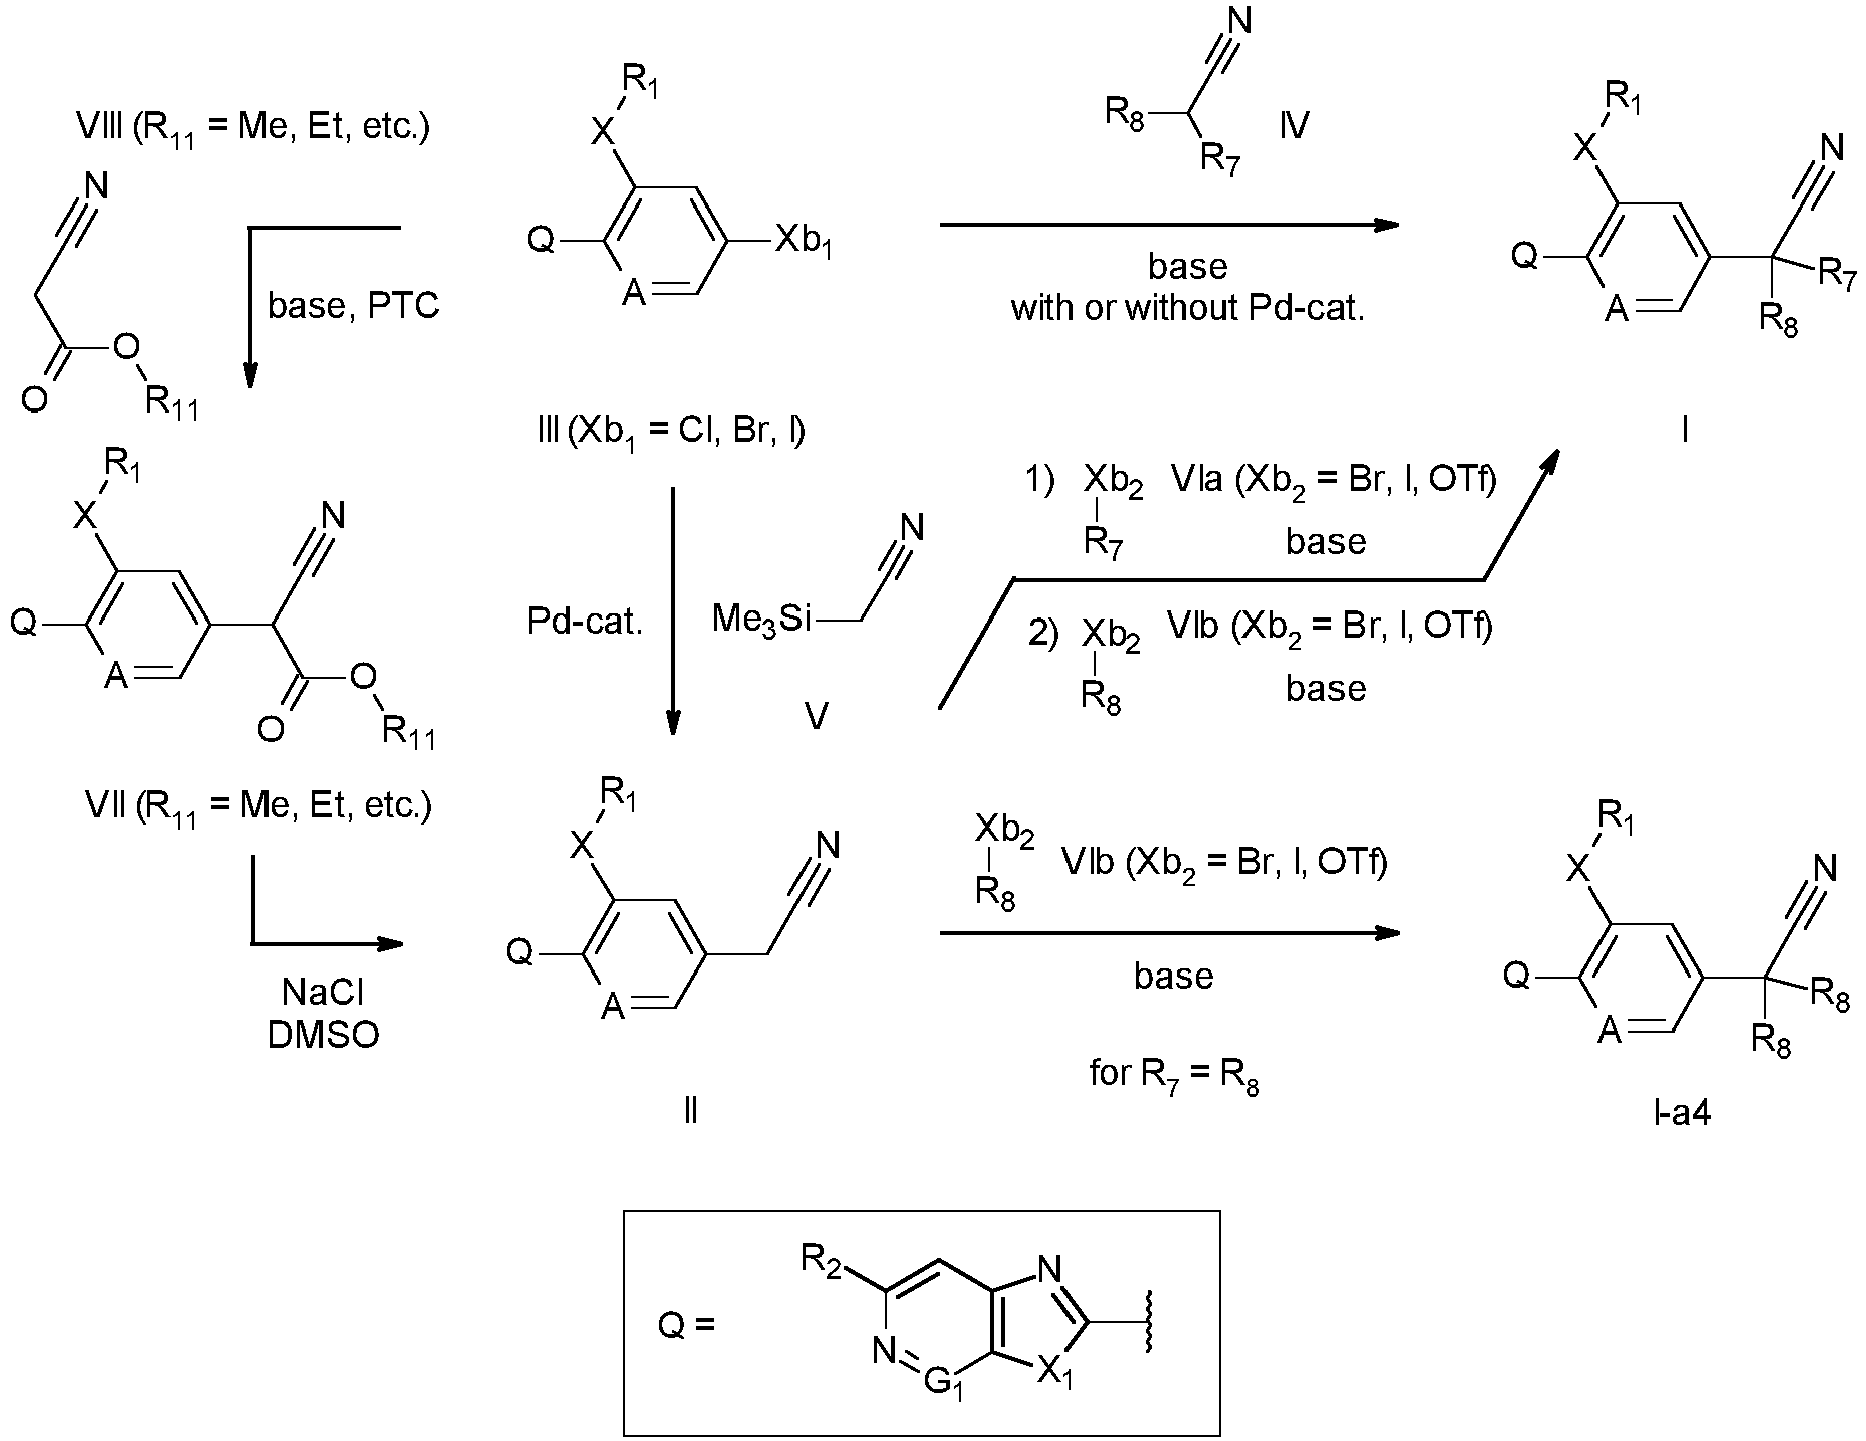 VIII (R11 = Me, Et, etc.)
N
O
O
R11
base, PTC
R1
X
Q
A
Xb1
III (Xb1 = Cl, Br, I)
N
R8
R7
IV
base
with or without Pd-cat.
R1
X
N
Q
A
R7
R8
I
R1
X
N
Q
A
O
O
R11
VII (R11 = Me, Et, etc.)
NaCl
DMSO
Pd-cat.
N
Me3Si
V
1) Xb2 VIa (Xb2 = Br, I, OTf)
R7 base
2) Xb2 VIb (Xb2 = Br, I, OTf)
R8 base
R1
X
N
Q
A
II
Xb2
R8
VIb (Xb2 = Br, I, OTf)
base
for R7 = R8
R1
X
N
Q
A
R8
R8
I-a4
Q =
R2
N
N
G1
X1